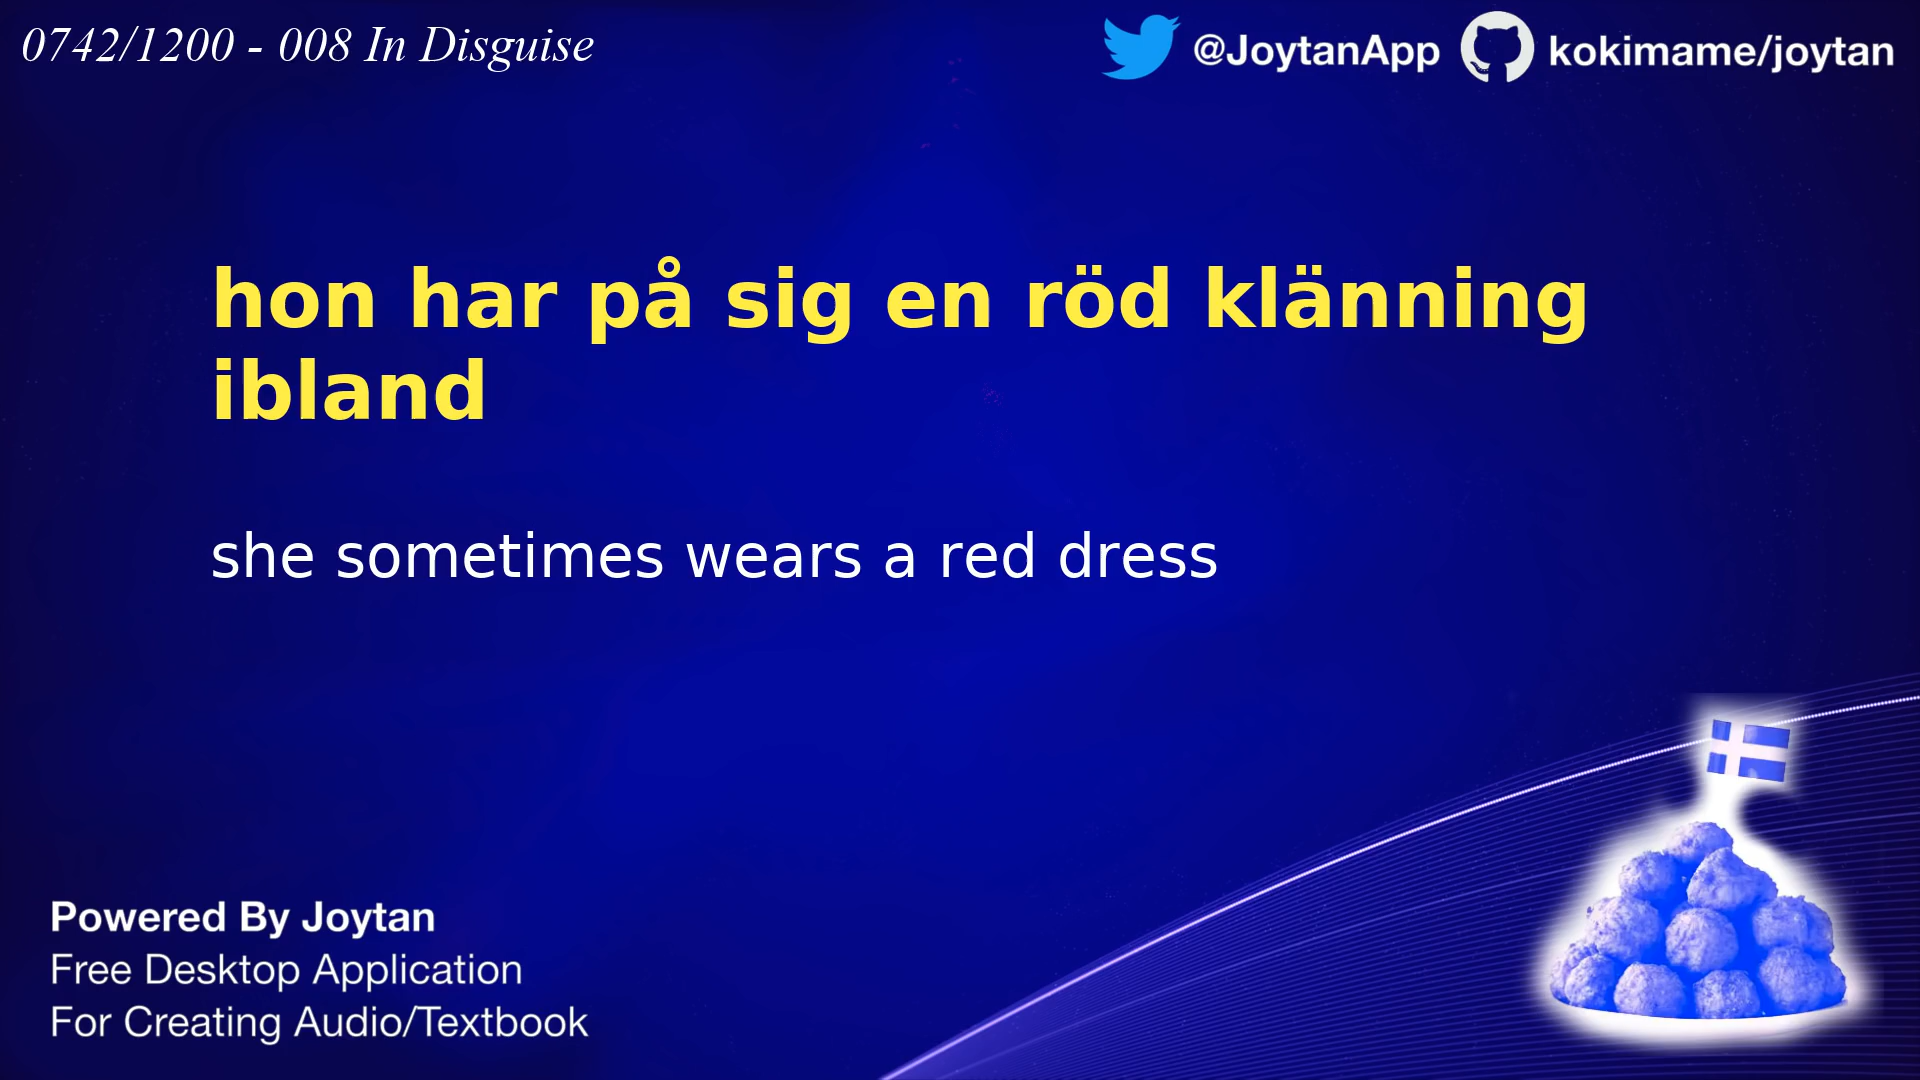 0742/1200 - 008 In Disguise
@JoytanApp
kokimame/joytan
hon har på sig en röd klänning
ibland
she sometimes wears a red dress
Powered By Joytan
Free Desktop Application
For Creating Audio/Textbook